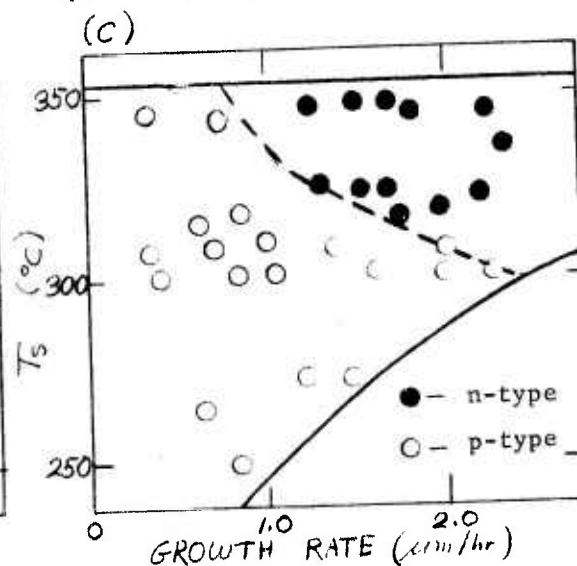 (C)
350
300
250
Ts (°C)
●— n-type
○— p-type
0 1.0 2.0
GROWTH RATE (μm/hr)